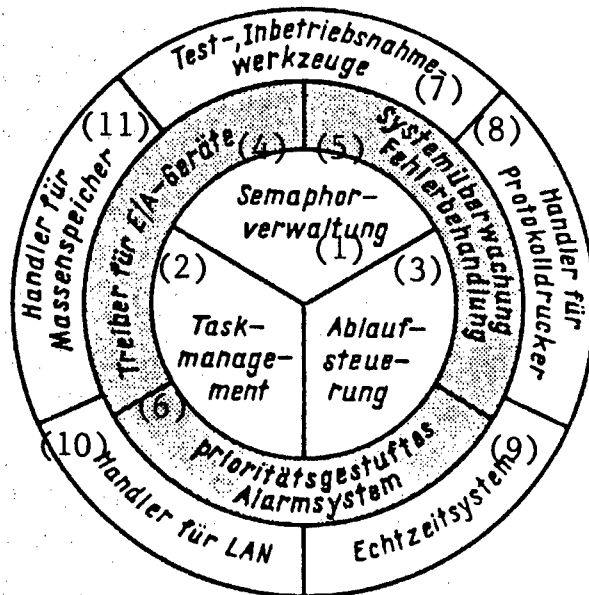 Test-, Inbetriebsnahme-
werkzeuge
(7)
(11)
(8)
Handler für
Massenspeicher
(4)
Treiber für E/A-Geräte
(5)
Systemüberwachung
Fehlerbehandlung
Handler für
Protokolldrucker
Semaphor-
verwaltung
(1)
(2)
(3)
Task-
manage-
ment
Ablauf-
steue-
rung
(6)
prioritätsgestuftes
Alarmsystem
(10)
Handler für LAN
(9)
Echtzeitsystem